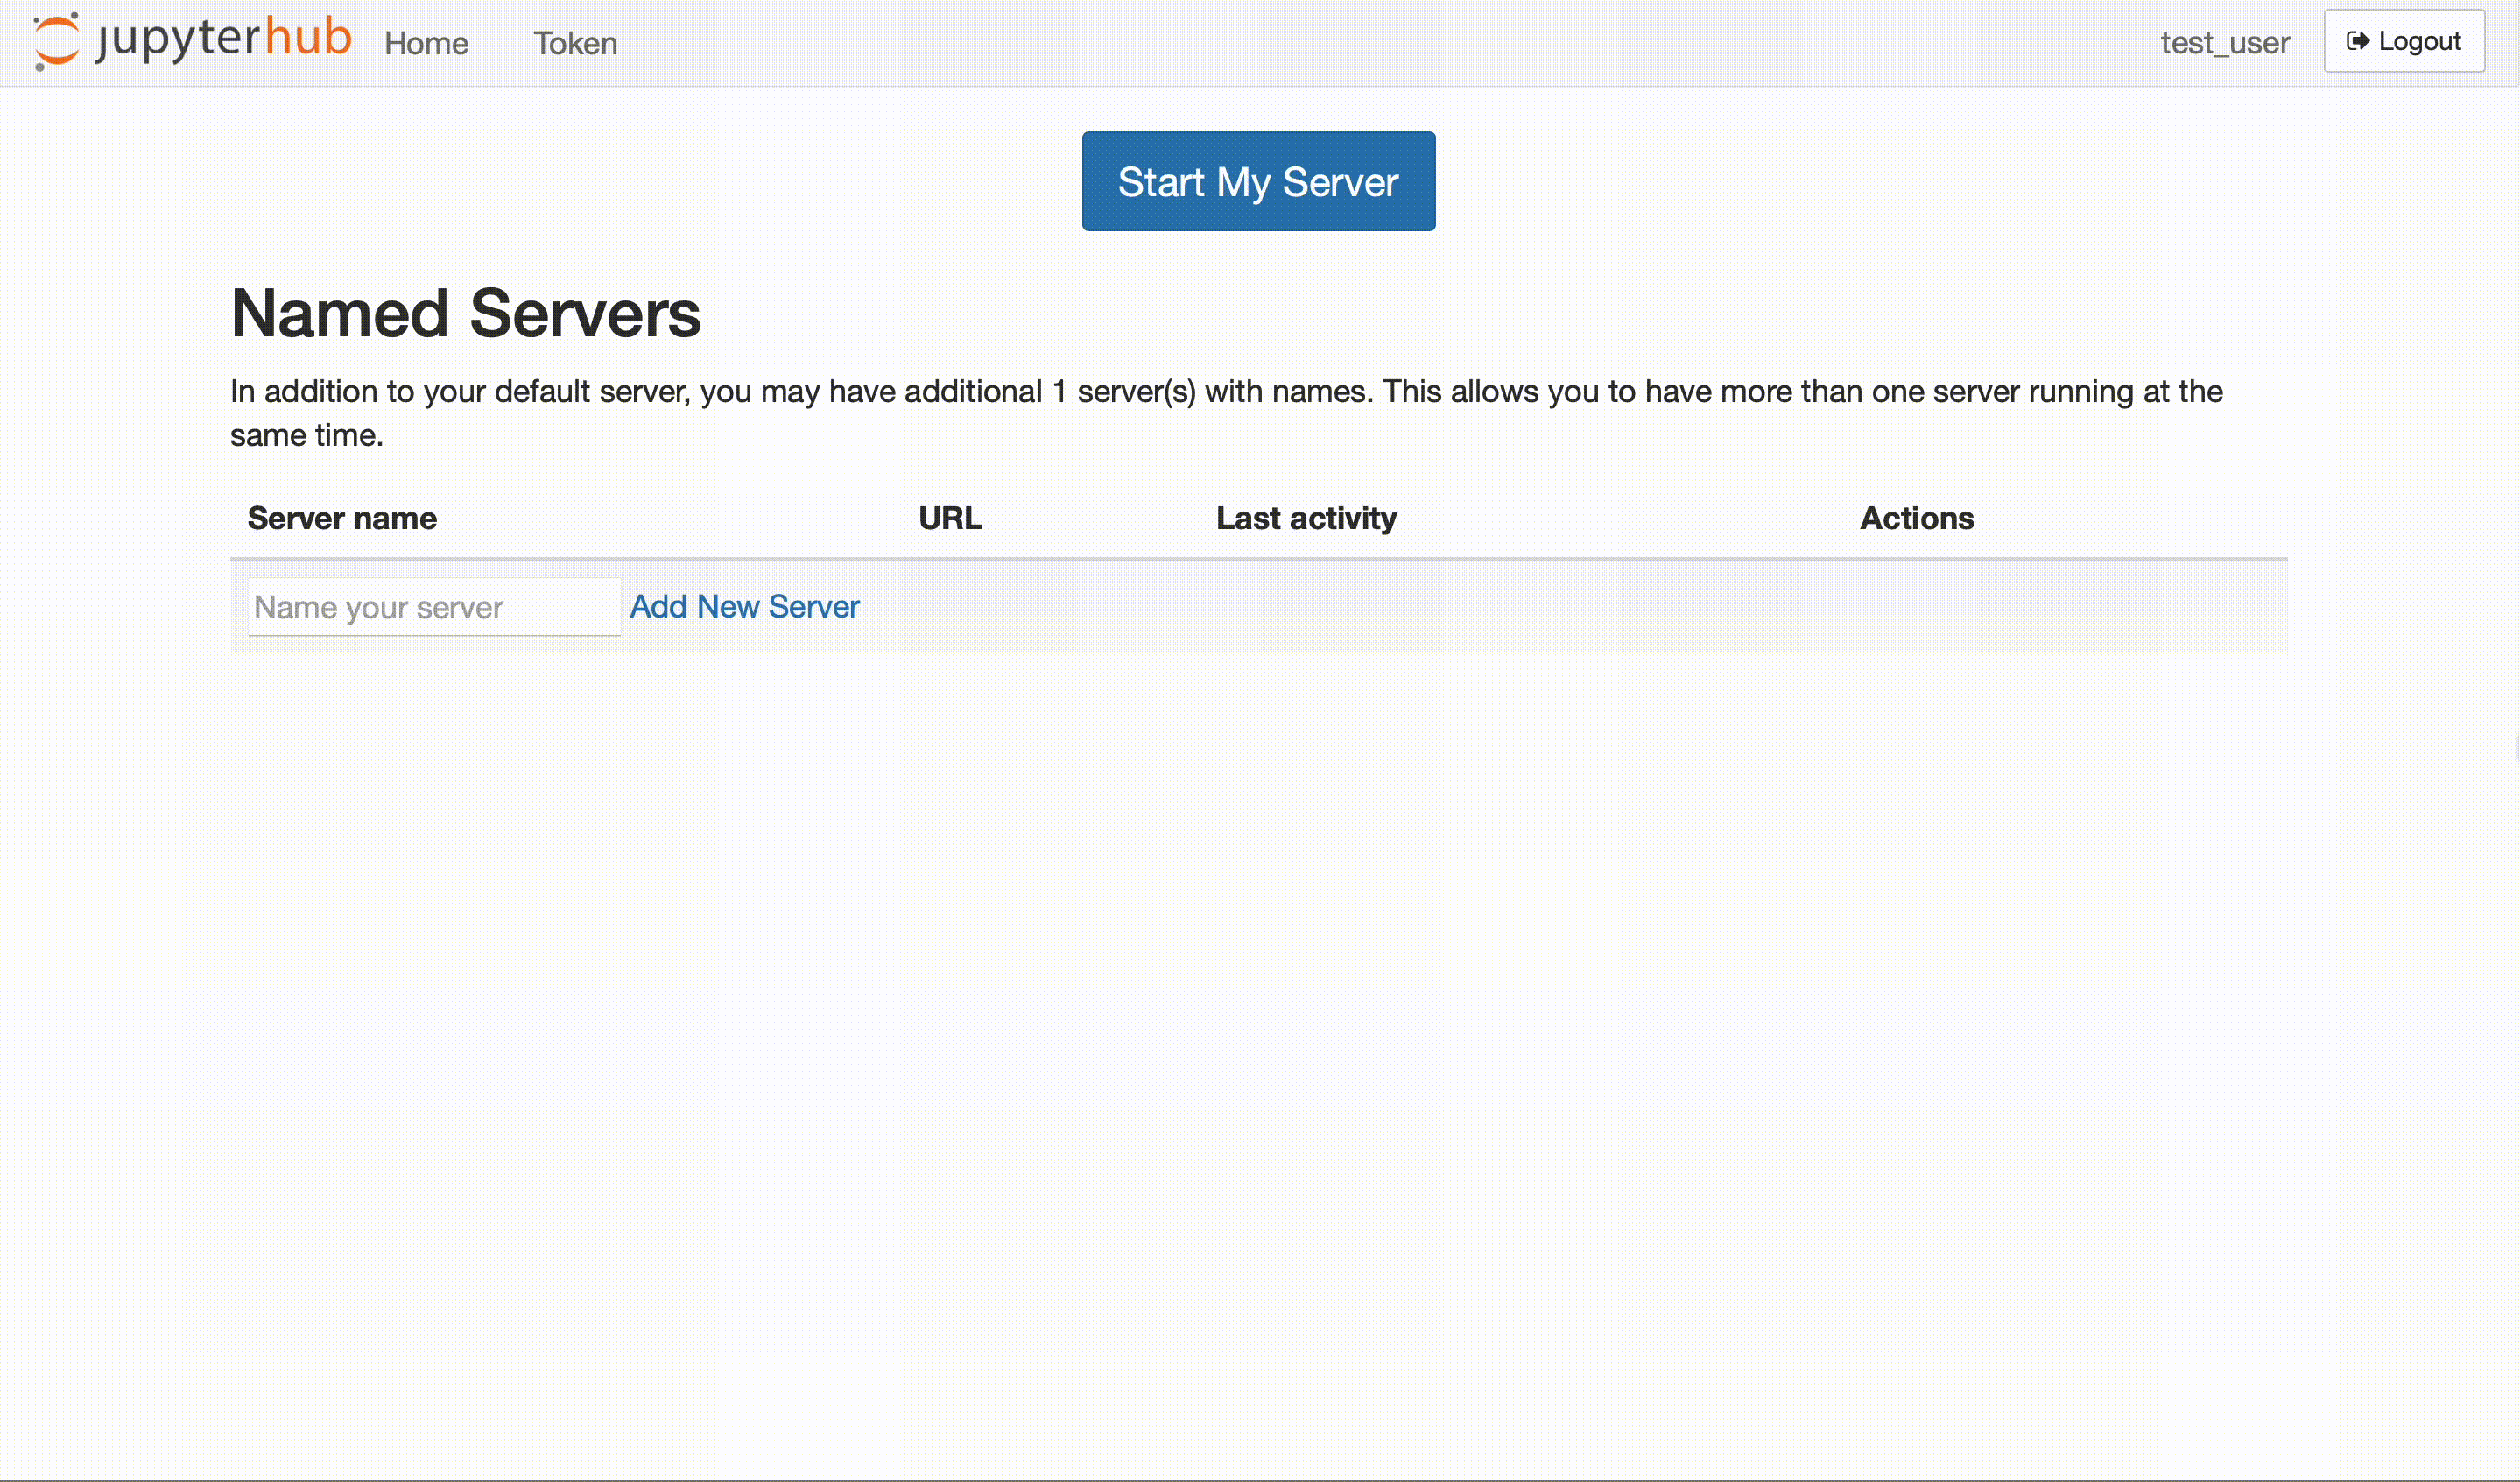 jupyterhub Home Token test_user Logout
Start My Server
Named Servers
In addition to your default server, you may have additional 1 server(s) with names. This allows you to have more than one server running at the
same time.
Server name URL Last activity Actions
Name your server Add New Server